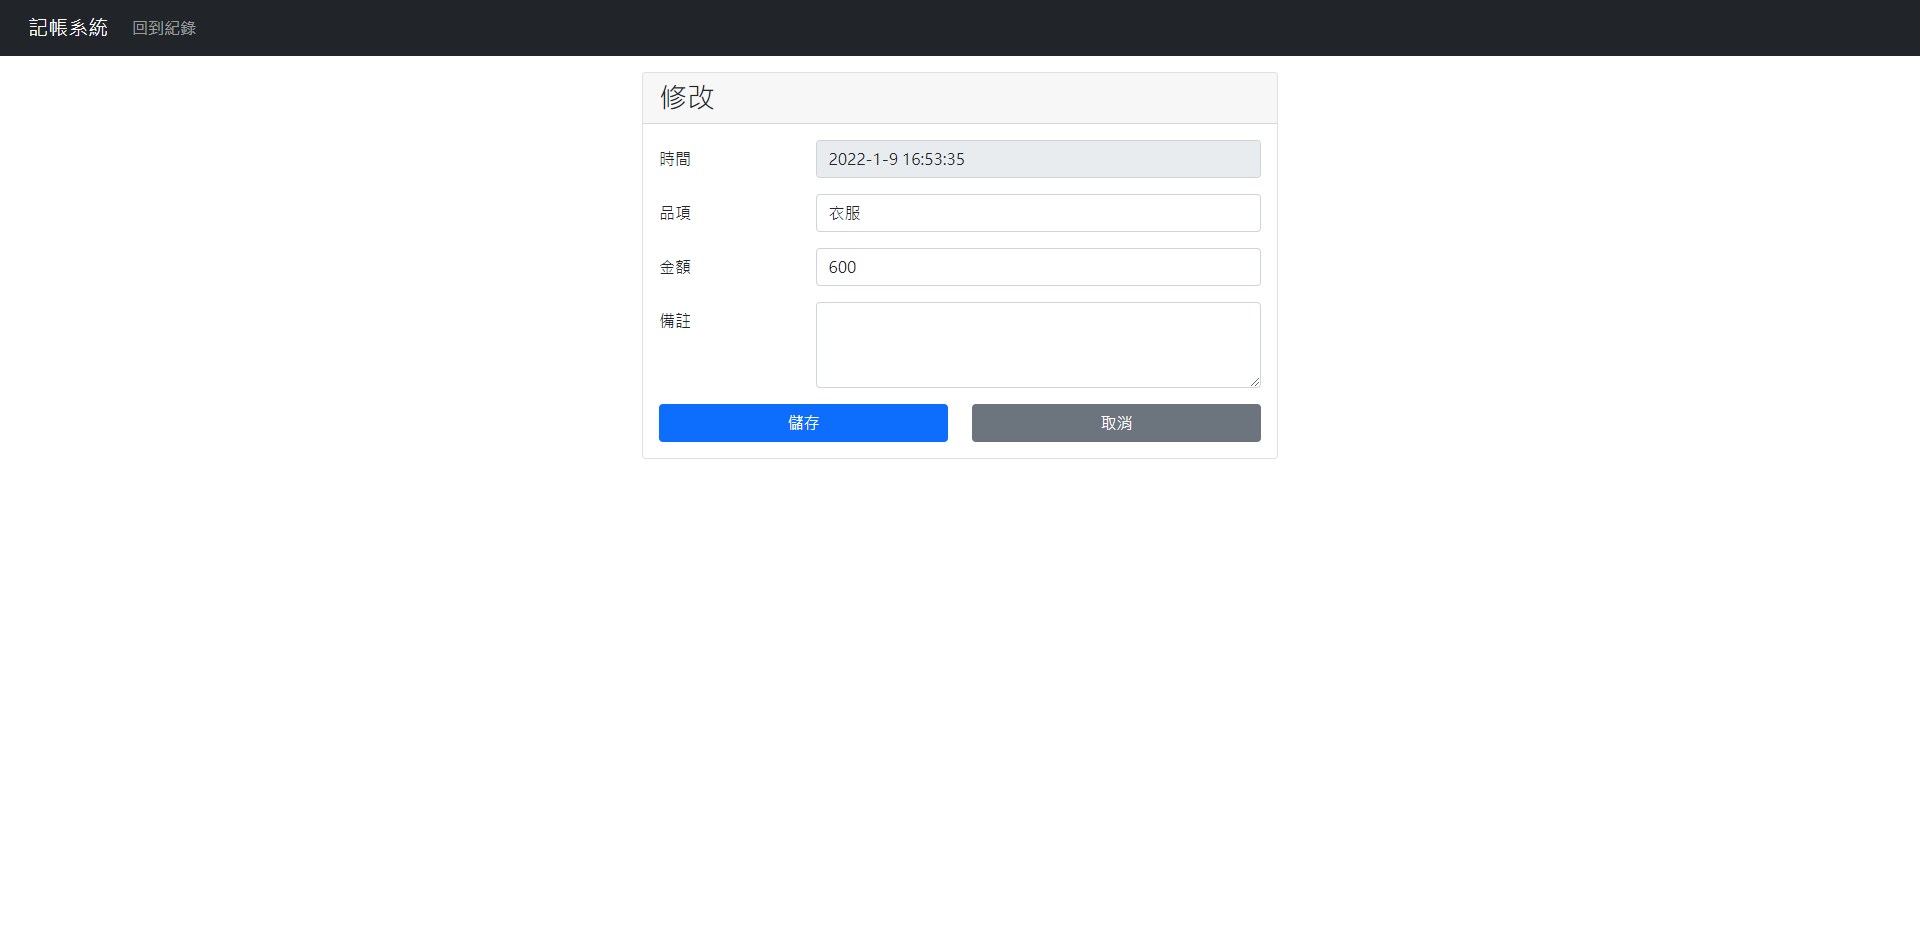 記帳系統 回到紀錄
修改
時間 2022-1-9 16:53:35
品項 衣服
金額 600
備註
儲存 取消